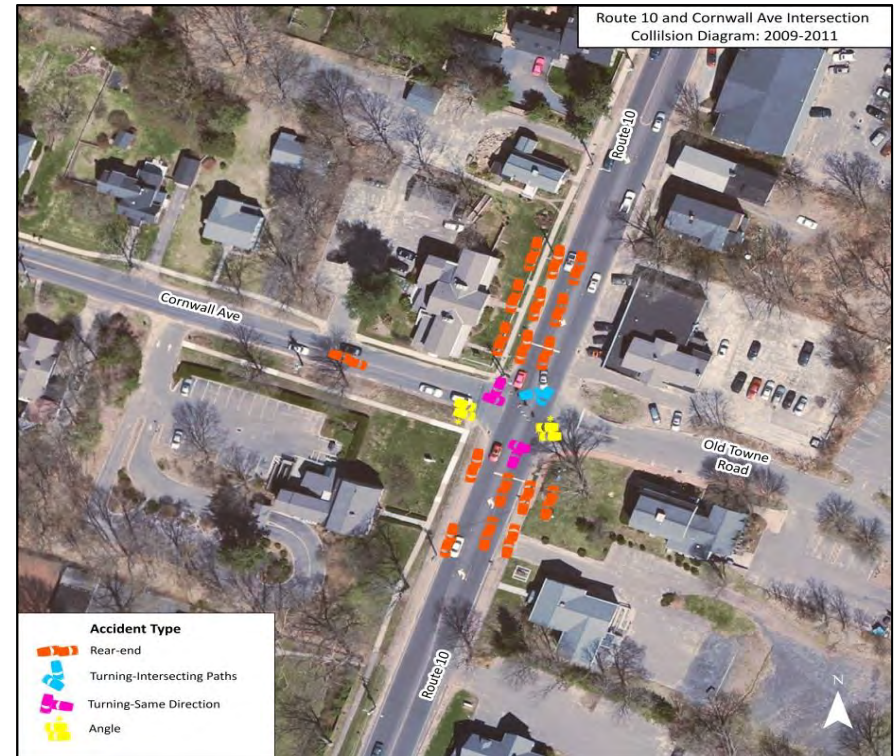 Route 10 and Cornwall Ave Intersection
Collilsion Diagram: 2009-2011
Route 10
Cornwall Ave
Old Towne
Road
Route 10
Accident Type
Rear-end
Turning-Intersecting Paths
Turning-Same Direction
Angle
N